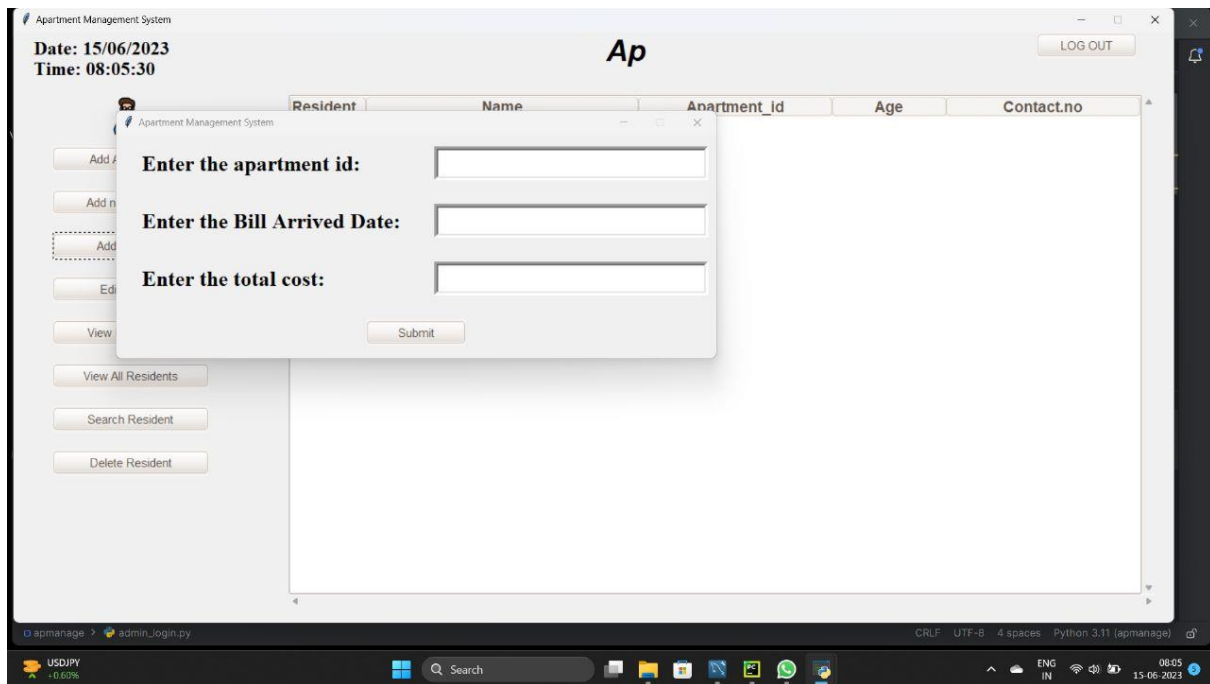 Apartment Management System
Date: 15/06/2023
Time: 08:05:30
Ap
LOG OUT
Resident Name Apartment_id Age Contact.no
Apartment Management System
Enter the apartment id:
Enter the Bill Arrived Date:
Enter the total cost:
Submit
Add
Add n
Add
Edi
View
View All Residents
Search Resident
Delete Resident
apmanage > admin_login.py
CRLF UTF-8 4 spaces Python 3.11 (apmanage)
USDJPY
+0.60%
Search
PC
ENG
IN
08:05
15-06-2023
5